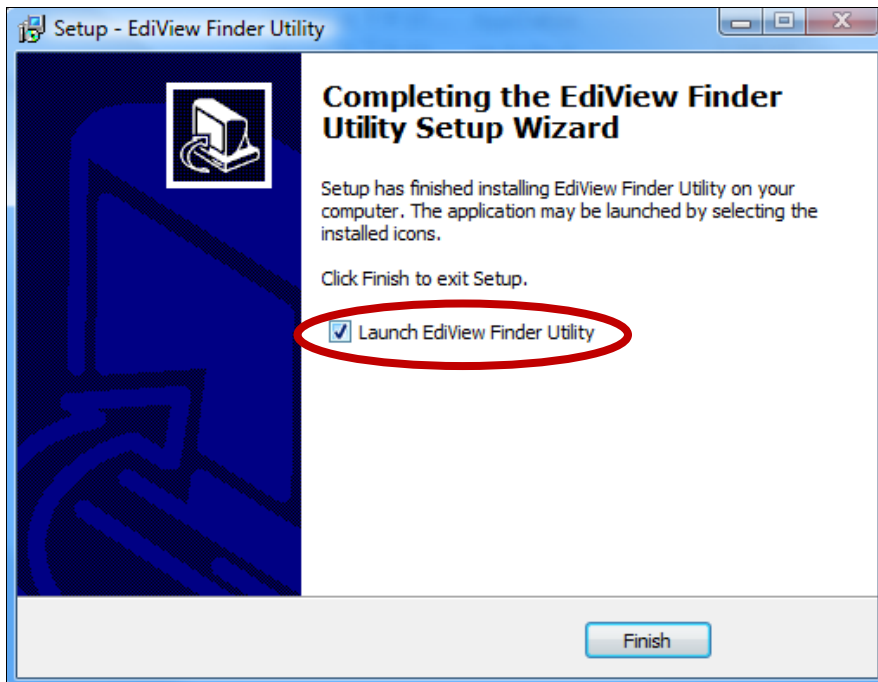 Setup - EdiView Finder Utility
X
Completing the EdiView Finder
Utility Setup Wizard
Setup has finished installing EdiView Finder Utility on your
computer. The application may be launched by selecting the
installed icons.
Click Finish to exit Setup.
Launch EdiView Finder Utility
Finish